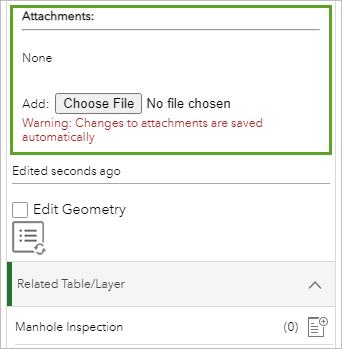 Attachments:
None
Add: Choose File No file chosen
Warning: Changes to attachments are saved
automatically
Edited seconds ago
Edit Geometry
Related Table/Layer
Manhole Inspection (0)